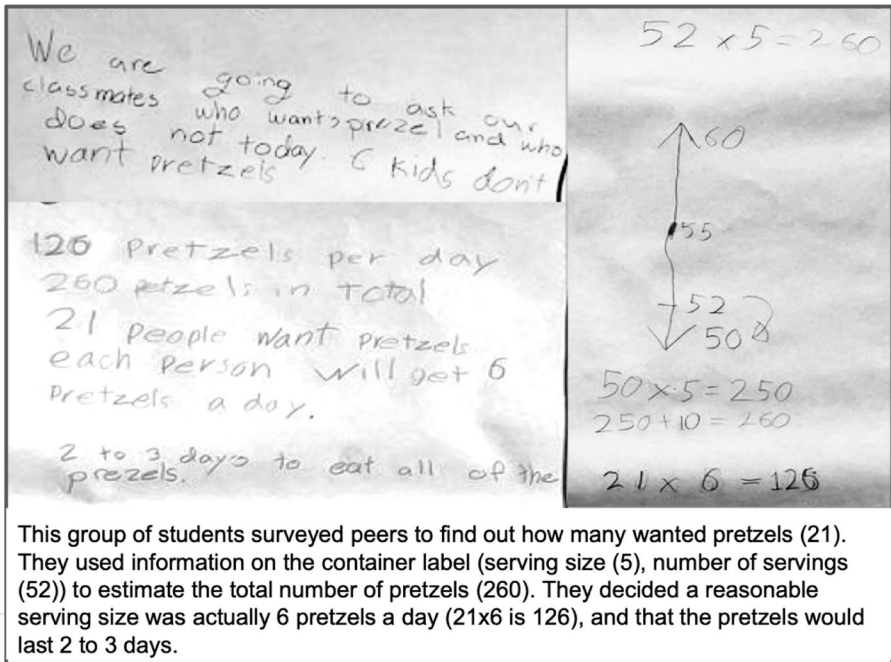 We are going to ask our
classmates who wants prezel and who
does not today. 6 kids don't
want pretzels
126 Pretzels per day
260 petzels in total
21 people want pretzels
each person will get 6
pretzels a day.
2 to 3 days to eat all of the
prezels.
52 x 5 = 260
60
55
52
50
2
50 x 5 = 250
250 + 10 = 260
21 x 6 = 126
This group of students surveyed peers to find out how many wanted pretzels (21).
They used information on the container label (serving size (5), number of servings
(52)) to estimate the total number of pretzels (260). They decided a reasonable
serving size was actually 6 pretzels a day (21x6 is 126), and that the pretzels would
last 2 to 3 days.